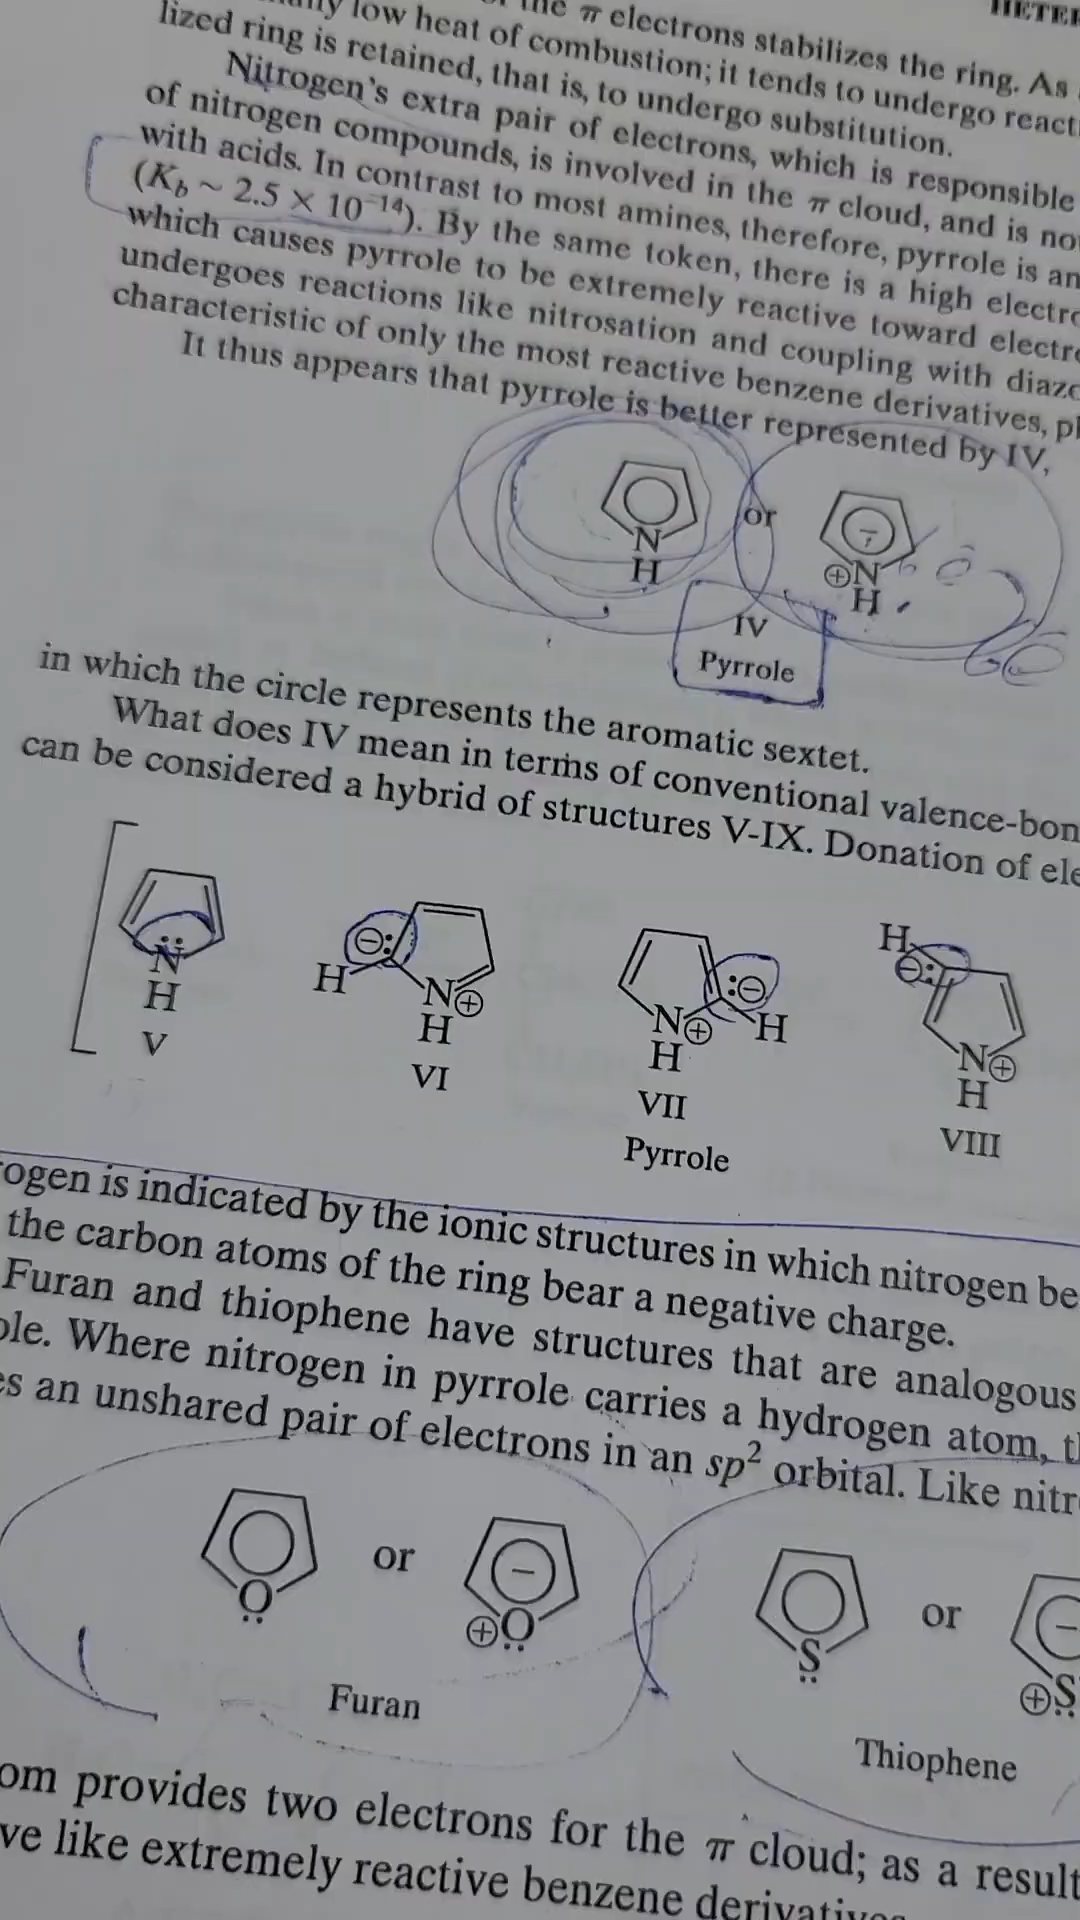 HETE
the π electrons stabilizes the ring. As
low heat of combustion; it tends to undergo react
lized ring is retained, that is, to undergo substitution.
Nitrogen's extra pair of electrons, which is responsible
of nitrogen compounds, is involved in the π cloud, and is no
with acids. In contrast to most amines, therefore, pyrrole is an
(Kb ~ 2.5 × 10⁻¹⁴). By the same token, there is a high electro
which causes pyrrole to be extremely reactive toward electro
undergoes reactions like nitrosation and coupling with diazo
characteristic of only the most reactive benzene derivatives, p
It thus appears that pyrrole is better represented by IV,
N
H
or
⊕N
H
IV
Pyrrole
in which the circle represents the aromatic sextet.
What does IV mean in terms of conventional valence-bon
can be considered a hybrid of structures V-IX. Donation of ele
N̈
H
V
⊖:
H
N⊕
H
VI
:⊖
N⊕ H
H
VII
Pyrrole
H
⊖:
N⊕
H
VIII
ogen is indicated by the ionic structures in which nitrogen be
the carbon atoms of the ring bear a negative charge.
Furan and thiophene have structures that are analogous
ole. Where nitrogen in pyrrole carries a hydrogen atom, t
es an unshared pair of electrons in an sp² orbital. Like nitr
O
or
⊕O
Furan
S
or
⊕S
Thiophene
om provides two electrons for the π cloud; as a result
ve like extremely reactive benzene derivatives